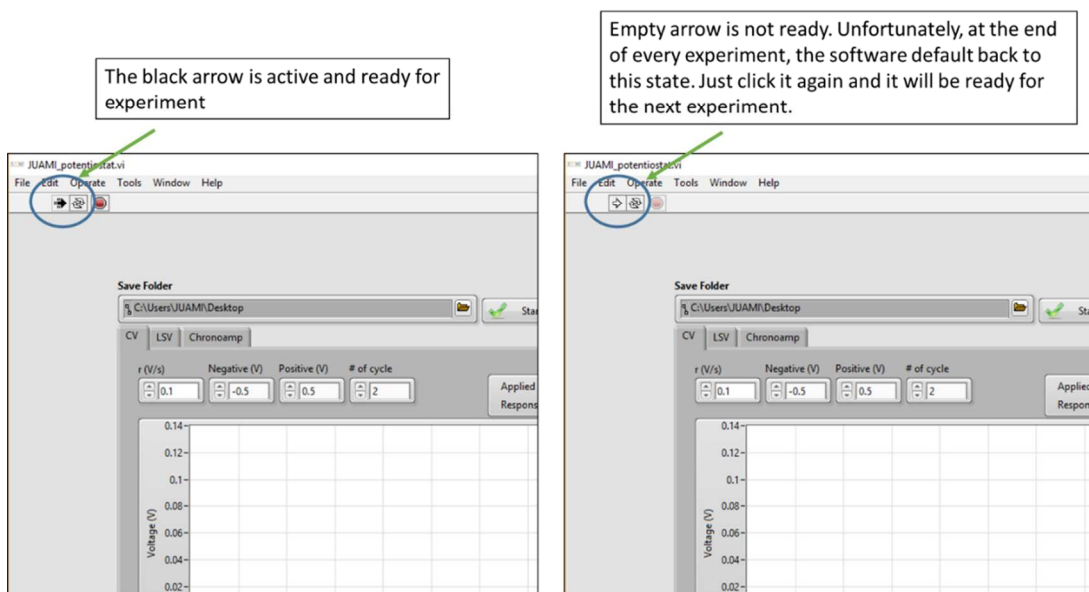 The black arrow is active and ready for
experiment
Empty arrow is not ready. Unfortunately, at the end
of every experiment, the software default back to
this state. Just click it again and it will be ready for
the next experiment.
JUAMI_potentiostat.vi
File Edit Operate Tools Window Help
Save Folder
C:\Users\JUAMI\Desktop
Star
CV LSV Chronoamp
r (V/s) Negative (V) Positive (V) # of cycle
0.1 -0.5 0.5 2
Applied
Respons
0.14
0.12
0.1
0.08
0.06
0.04
0.02
Voltage (V)
JUAMI_potentiostat.vi
File Edit Operate Tools Window Help
Save Folder
C:\Users\JUAMI\Desktop
Sta
CV LSV Chronoamp
r (V/s) Negative (V) Positive (V) # of cycle
0.1 -0.5 0.5 2
Applied
Respon
0.14
0.12
0.1
0.08
0.06
0.04
0.02
Voltage (V)